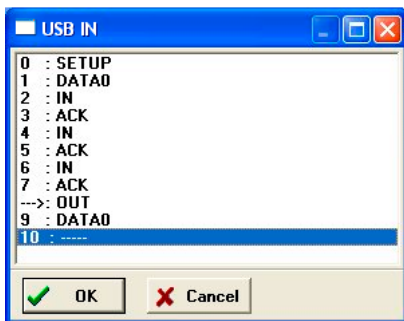 USB IN
0 : SETUP
1 : DATA0
2 : IN
3 : ACK
4 : IN
5 : ACK
6 : IN
7 : ACK
--->: OUT
9 : DATA0
10 : -----
OK Cancel